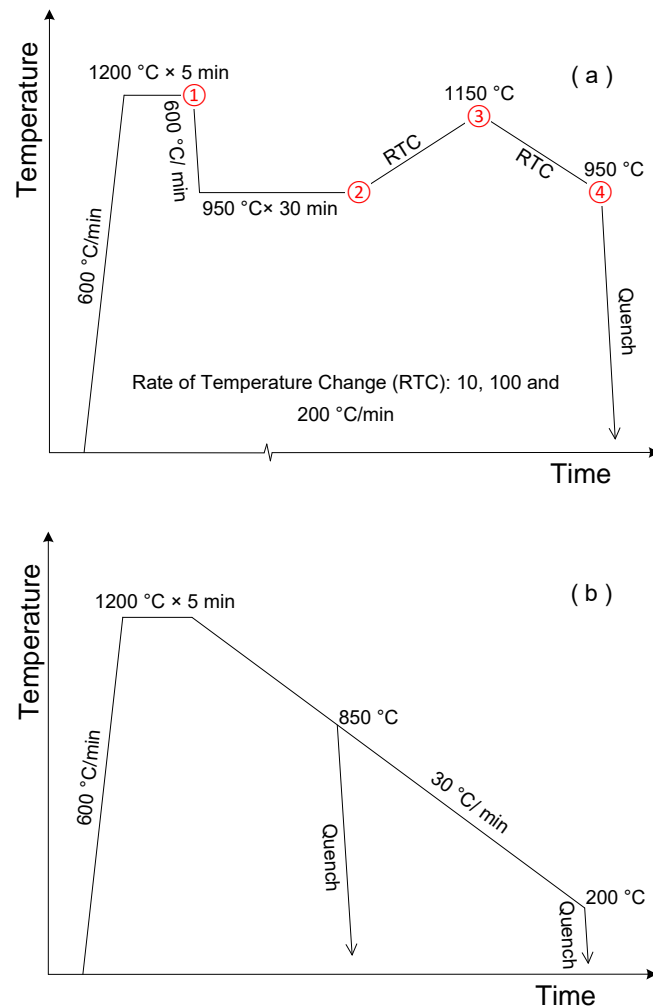 ( a )
Temperature
1200 °C × 5 min
①
600 °C/ min
600 °C/min
950 °C× 30 min
②
RTC
1150 °C
③
RTC
950 °C
④
Quench
Rate of Temperature Change (RTC): 10, 100 and
200 °C/min
Time
( b )
Temperature
1200 °C × 5 min
600 °C/min
850 °C
Quench
30 °C/ min
200 °C
Quench
Time